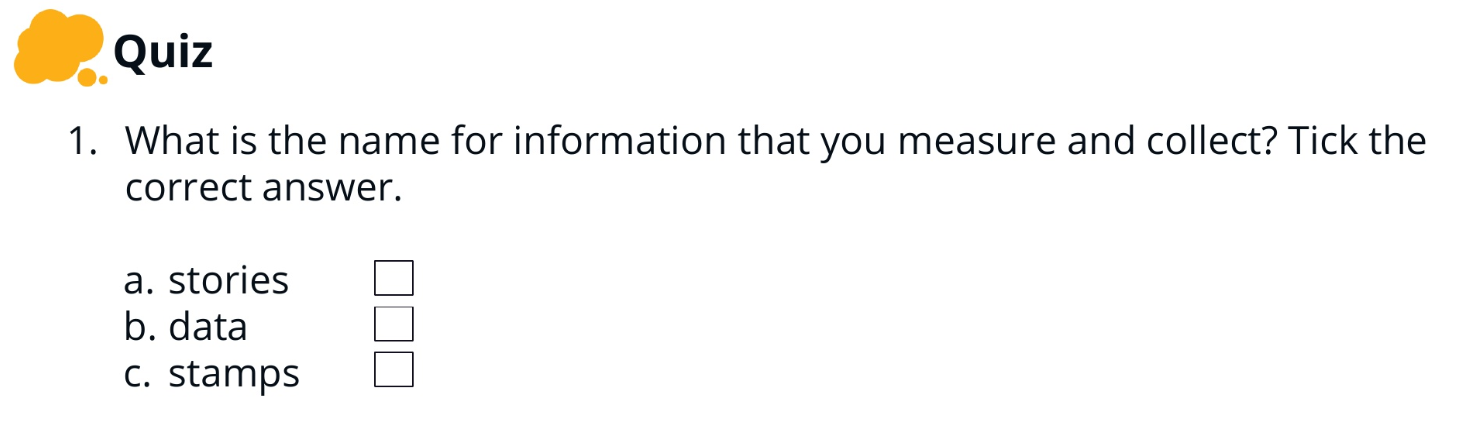 Quiz
1. What is the name for information that you measure and collect? Tick the
correct answer.
a. stories
b. data
c. stamps